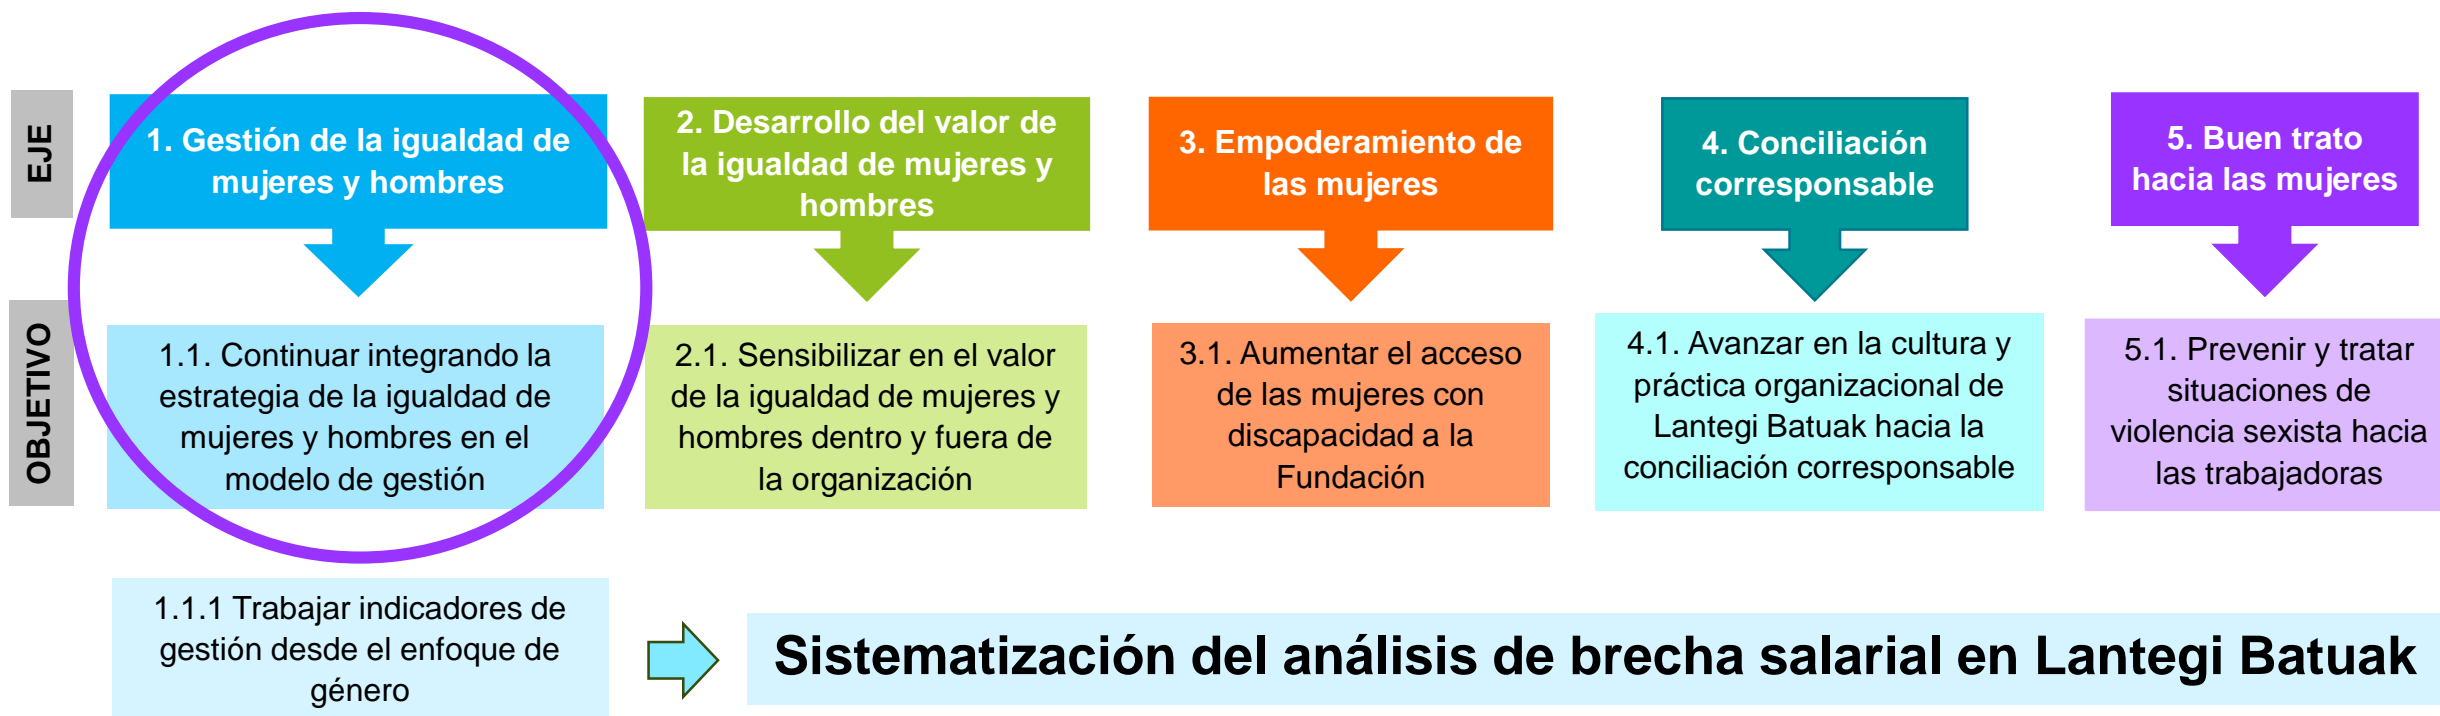 EJE
1. Gestión de la igualdad de
mujeres y hombres
2. Desarrollo del valor de
la igualdad de mujeres y
hombres
3. Empoderamiento de
las mujeres
4. Conciliación
corresponsable
5. Buen trato
hacia las mujeres
OBJETIVO
1.1. Continuar integrando la
estrategia de la igualdad de
mujeres y hombres en el
modelo de gestión
2.1. Sensibilizar en el valor
de la igualdad de mujeres y
hombres dentro y fuera de
la organización
3.1. Aumentar el acceso
de las mujeres con
discapacidad a la
Fundación
4.1. Avanzar en la cultura y
práctica organizacional de
Lantegi Batuak hacia la
conciliación corresponsable
5.1. Prevenir y tratar
situaciones de
violencia sexista hacia
las trabajadoras
1.1.1 Trabajar indicadores de
gestión desde el enfoque de
género
Sistematización del análisis de brecha salarial en Lantegi Batuak